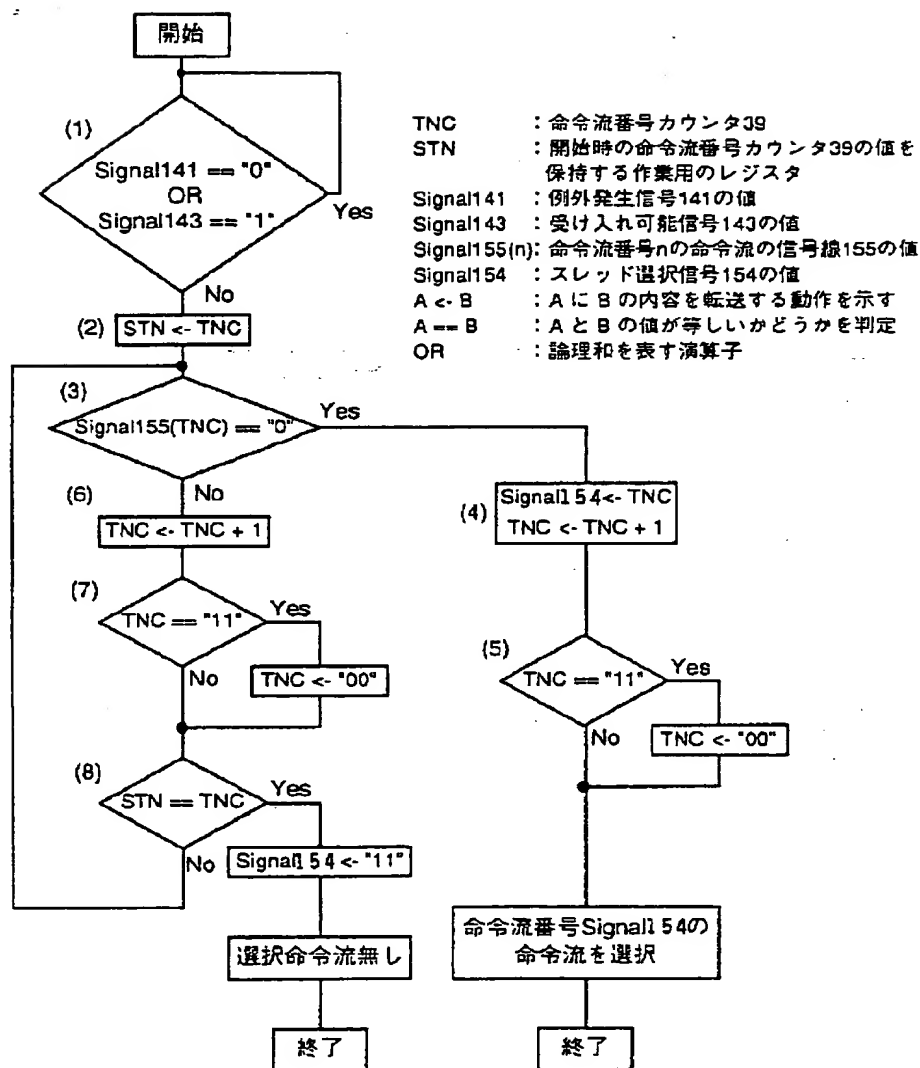 開始
(1)
Signal141 == "0"
OR
Signal143 == "1"
Yes
No
TNC : 命令流番号カウンタ39
STN : 開始時の命令流番号カウンタ39の値を
保持する作業用のレジスタ
Signal141 : 例外発生信号141の値
Signal143 : 受け入れ可能信号143の値
Signal155(n): 命令流番号nの命令流の信号線155の値
Signal154 : スレッド選択信号154の値
A <- B : A に B の内容を転送する動作を示す
A == B : A と B の値が等しいかどうかを判定
OR : 論理和を表す演算子
(2) STN <- TNC
(3)
Signal155(TNC) == "0"
Yes
No
(6)
TNC <- TNC + 1
(4)
Signal154<- TNC
TNC <- TNC + 1
(7)
TNC == "11"
Yes
No
TNC <- "00"
(5)
TNC == "11"
Yes
No
TNC <- "00"
(8)
STN == TNC
Yes
No
Signal154 <- "11"
選択命令流無し
終了
命令流番号Signal154の
命令流を選択
終了